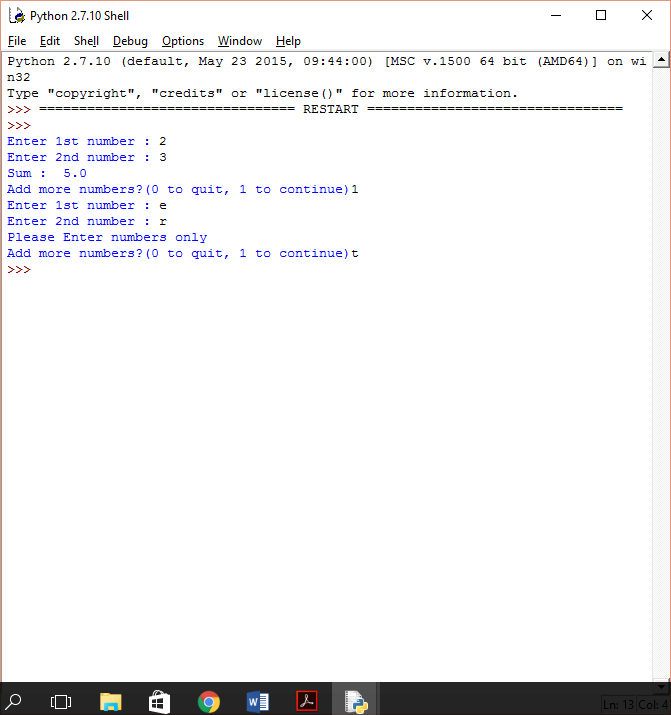 Python 2.7.10 Shell
File Edit Shell Debug Options Window Help
Python 2.7.10 (default, May 23 2015, 09:44:00) [MSC v.1500 64 bit (AMD64)] on wi
n32
Type "copyright", "credits" or "license()" for more information.
>>> ================================ RESTART ================================
>>>
Enter 1st number : 2
Enter 2nd number : 3
Sum :  5.0
Add more numbers?(0 to quit, 1 to continue)1
Enter 1st number : e
Enter 2nd number : r
Please Enter numbers only
Add more numbers?(0 to quit, 1 to continue)t
>>>
Ln: 13 Col: 4